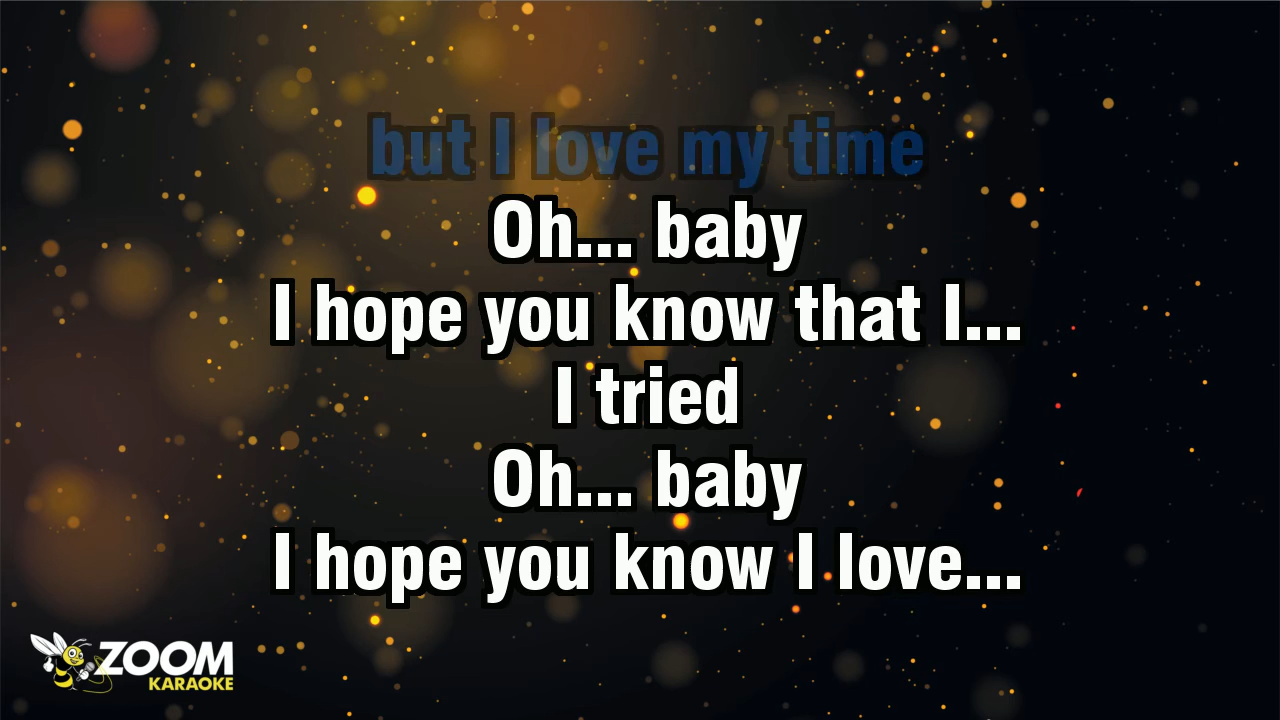 but I love my time
Oh... baby
I hope you know that I...
I tried
Oh... baby
I hope you know I love...
ZOOM
KARAOKE